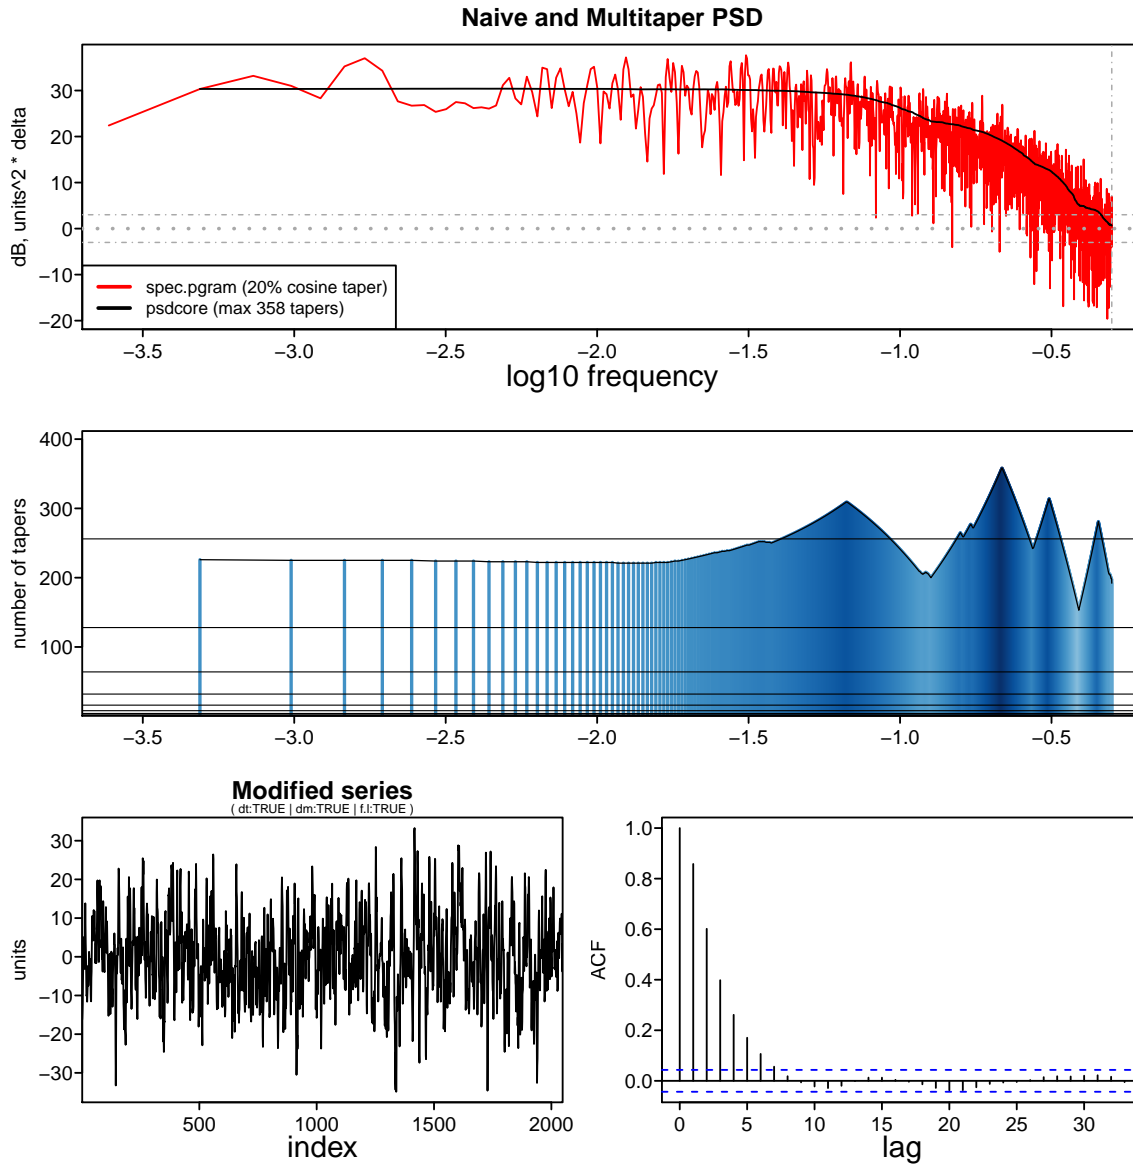 Naive and Multitaper PSD
dB, units^2 * delta
30
20
10
0
−10
−20
spec.pgram (20% cosine taper)
psdcore (max 358 tapers)
−3.5 −3.0 −2.5 −2.0 −1.5 −1.0 −0.5
log10 frequency
number of tapers
400
300
200
100
−3.5 −3.0 −2.5 −2.0 −1.5 −1.0 −0.5
Modified series
( dt:TRUE | dm:TRUE | f.l:TRUE )
units
30
20
10
0
−10
−20
−30
500 1000 1500 2000
index
ACF
1.0
0.8
0.6
0.4
0.2
0.0
0 5 10 15 20 25 30
lag